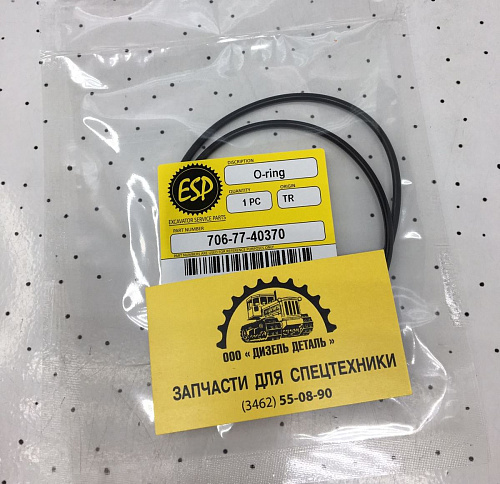 DISCRIPTION
O-ring
ESP
QUANTITY
ORIGIN
1 PC
TR
EXCAVATOR SERVICE PARTS
PART NUMBER
706-77-40370
ООО « ДИЗЕЛЬ ДЕТАЛЬ »
ЗАПЧАСТИ ДЛЯ СПЕЦТЕХНИКИ
(3462) 55-08-90